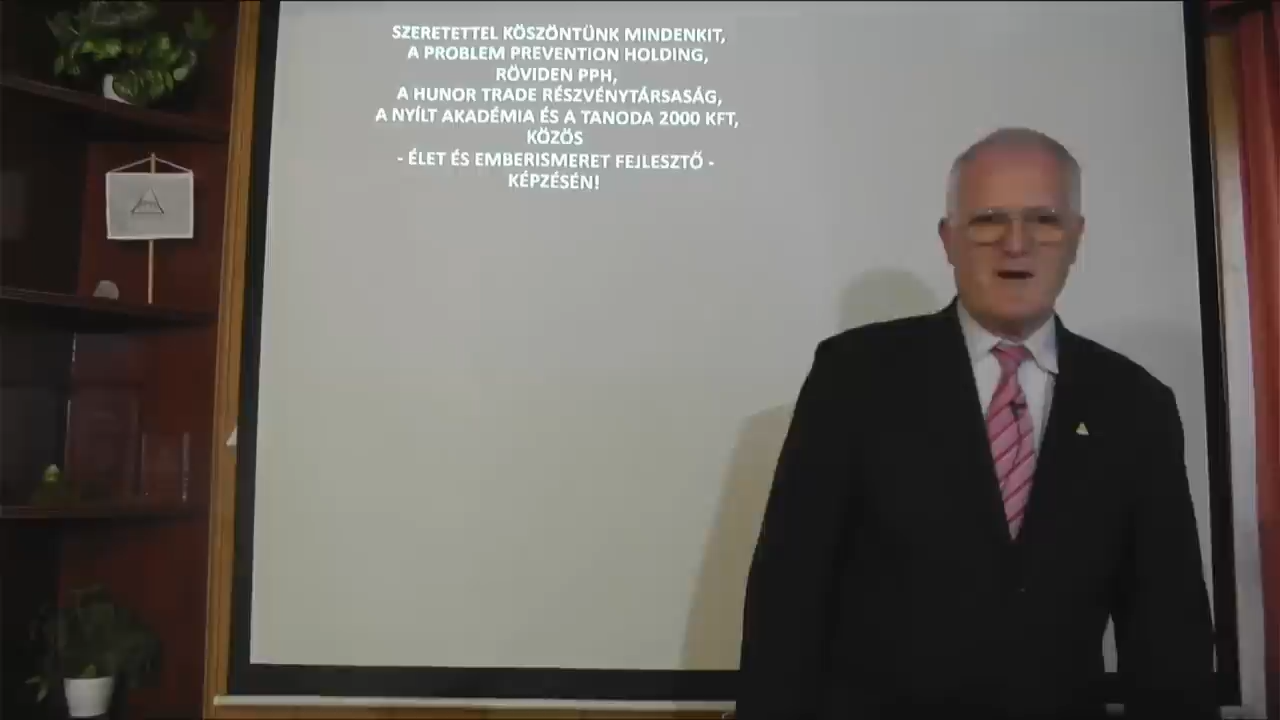 SZERETETTEL KÖSZÖNTÜNK MINDENKIT,
A PROBLEM PREVENTION HOLDING,
RÖVIDEN PPH,
A HUNOR TRADE RÉSZVÉNYTÁRSASÁG,
A NYÍLT AKADÉMIA ÉS A TANODA 2000 KFT,
KÖZÖS
- ÉLET ÉS EMBERISMERET FEJLESZTŐ -
KÉPZÉSÉN!